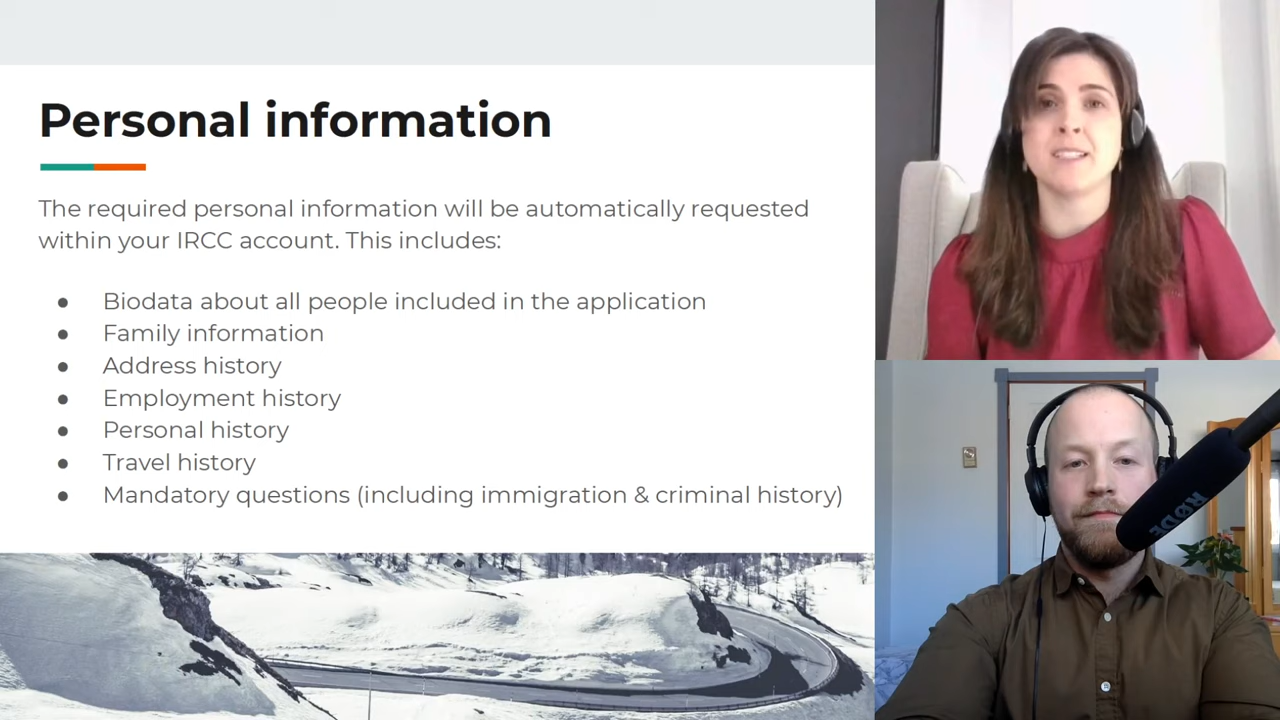 Personal information
The required personal information will be automatically requested
within your IRCC account. This includes:
● Biodata about all people included in the application
● Family information
● Address history
● Employment history
● Personal history
● Travel history
● Mandatory questions (including immigration & criminal history)
RØDE